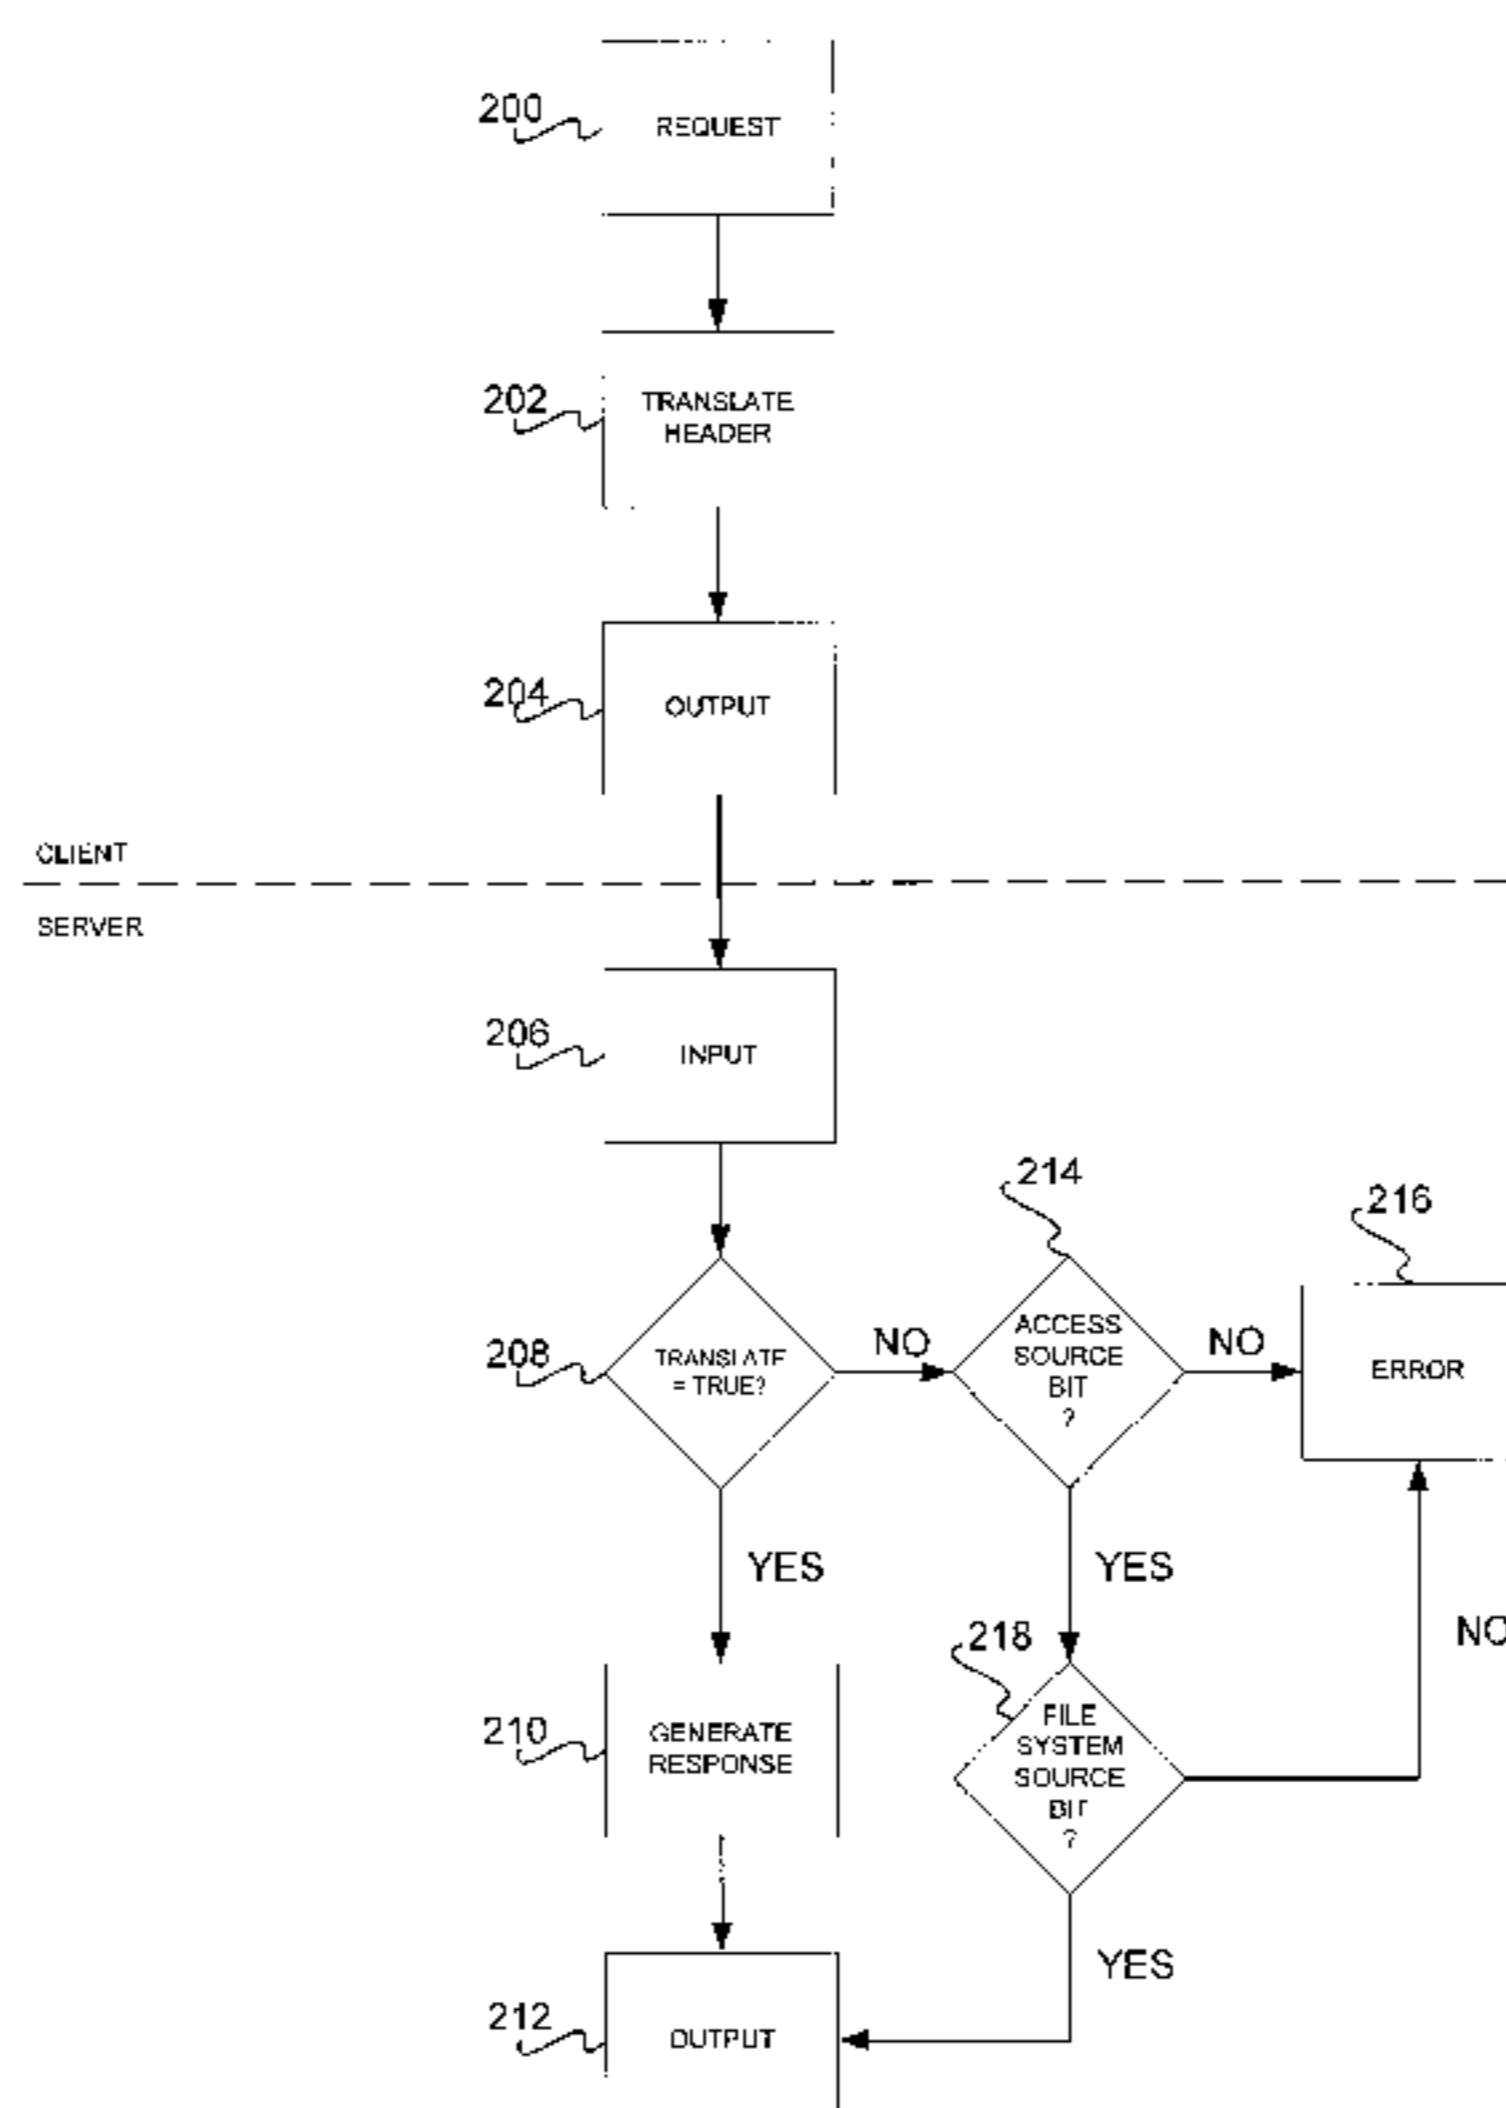 200
REQUEST
202
TRANSLATE
HEADER
204
OUTPUT
CLIENT
SERVER
206
INPUT
214
216
208
TRANSLATE
= TRUE?
NO
ACCESS
SOURCE
BIT
?
NO
ERROR
YES
YES
218
NO
210
GENERATE
RESPONSE
FILE
SYSTEM
SOURCE
BIT
?
YES
212
OUTPUT